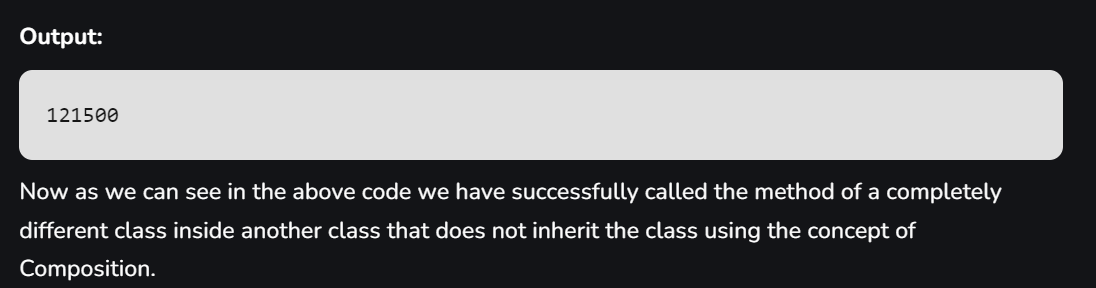 Output:
121500
Now as we can see in the above code we have successfully called the method of a completely
different class inside another class that does not inherit the class using the concept of
Composition.